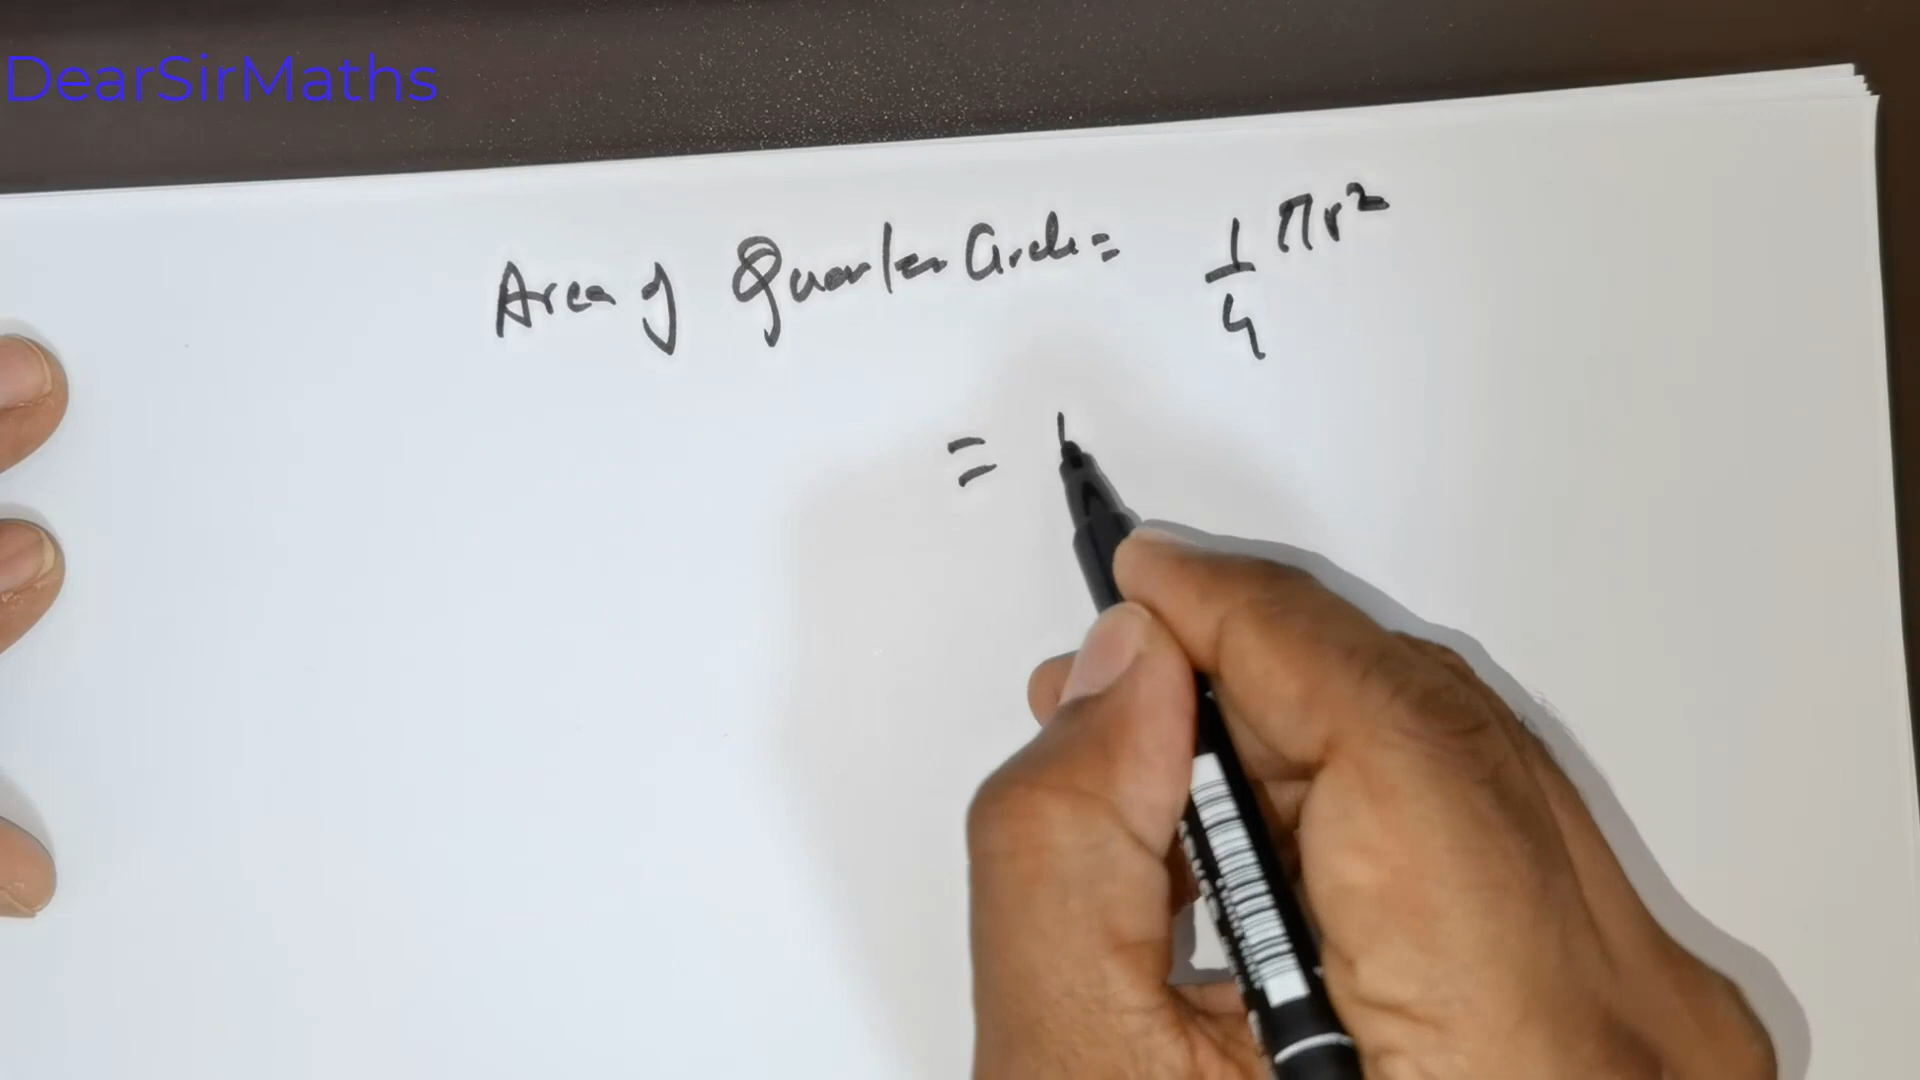 DearSirMaths
Area of Quarter Circle = 1/4 πr²
= 1